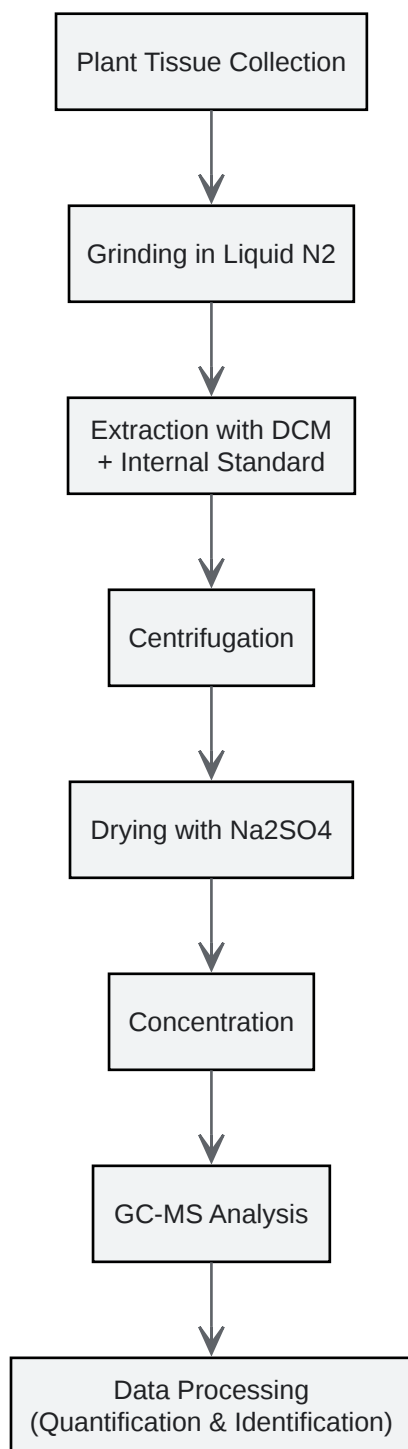 Plant Tissue Collection
Grinding in Liquid N2
Extraction with DCM
+ Internal Standard
Centrifugation
Drying with Na2SO4
Concentration
GC-MS Analysis
Data Processing
(Quantification & Identification)